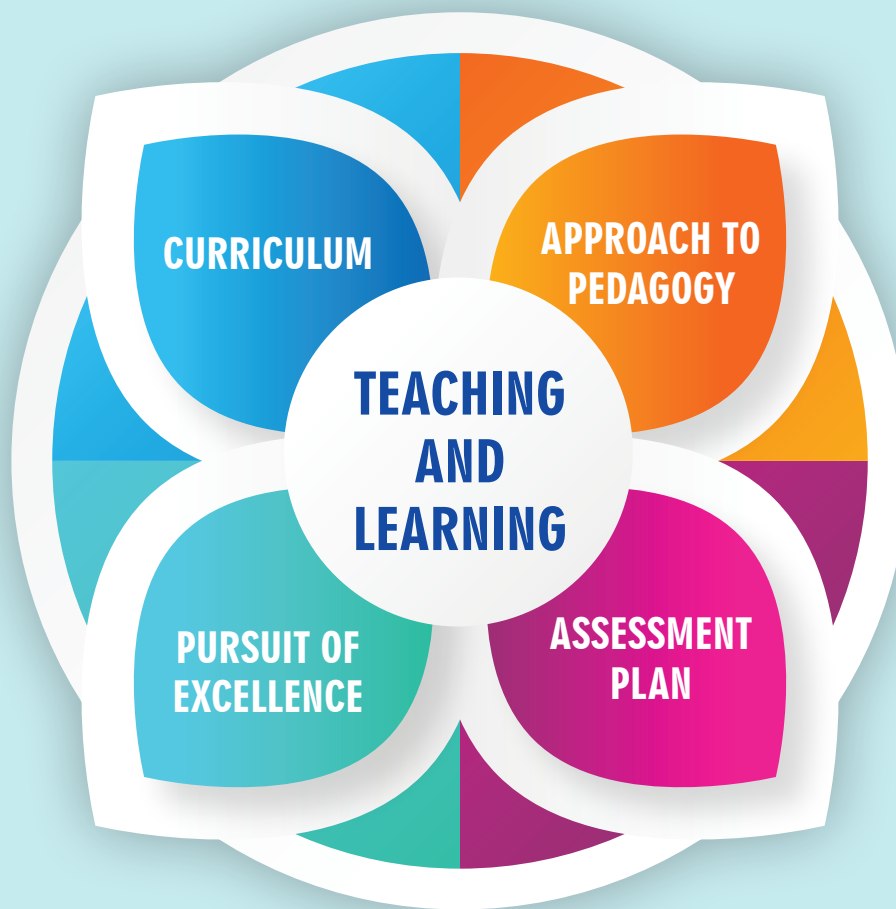 CURRICULUM
APPROACH TO
PEDAGOGY
TEACHING
AND
LEARNING
PURSUIT OF
EXCELLENCE
ASSESSMENT
PLAN